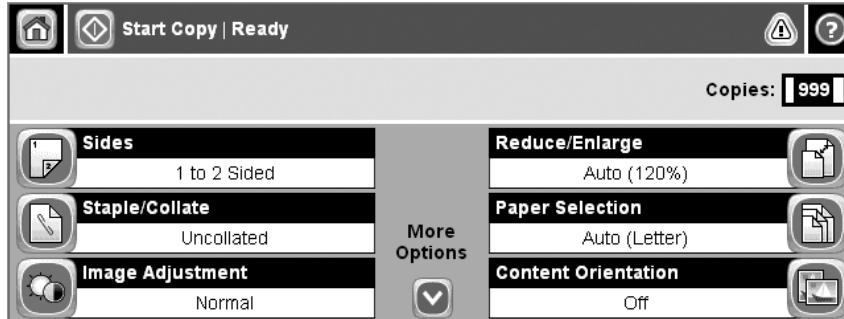 Start Copy | Ready
Copies: 999
Sides
1 to 2 Sided
Staple/Collate
Uncollated
Image Adjustment
Normal
More
Options
Reduce/Enlarge
Auto (120%)
Paper Selection
Auto (Letter)
Content Orientation
Off